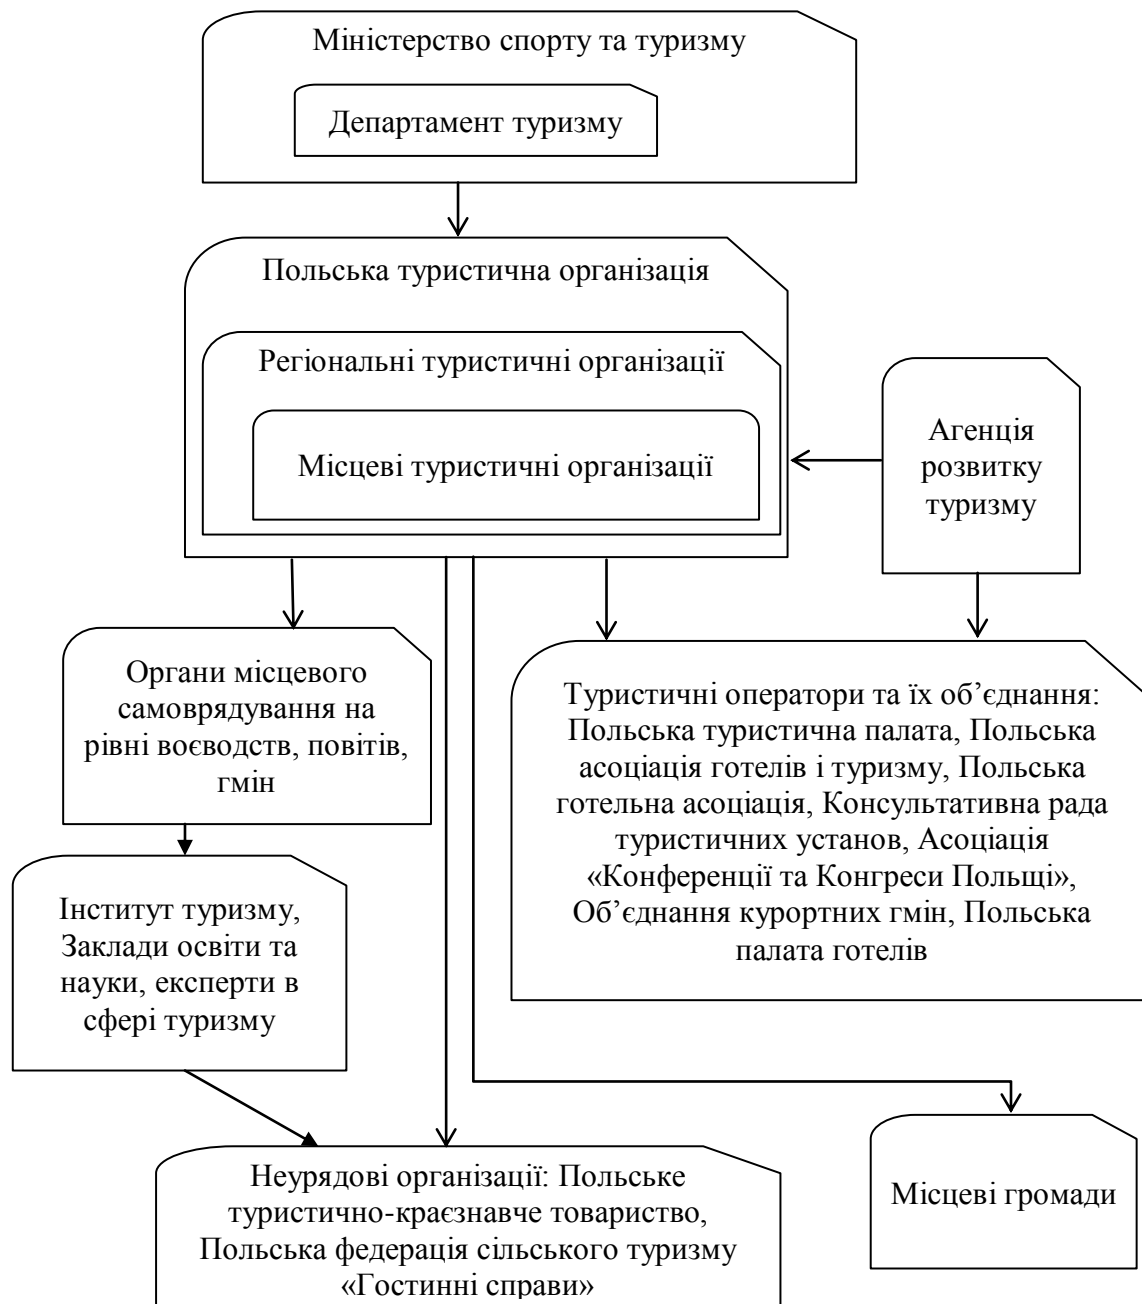 Міністерство спорту та туризму
Департамент туризму
Польська туристична організація
Регіональні туристичні організації
Місцеві туристичні організації
Агенція
розвитку
туризму
Органи місцевого
самоврядування на
рівні воєводств, повітів,
гмін
Туристичні оператори та їх об’єднання:
Польська туристична палата, Польська
асоціація готелів і туризму, Польська
готельна асоціація, Консультативна рада
туристичних установ, Асоціація
«Конференції та Конгреси Польщі»,
Об’єднання курортних гмін, Польська
палата готелів
Інститут туризму,
Заклади освіти та
науки, експерти в
сфері туризму
Неурядові організації: Польське
туристично-краєзнавче товариство,
Польська федерація сільського туризму
«Гостинні справи»
Місцеві громади